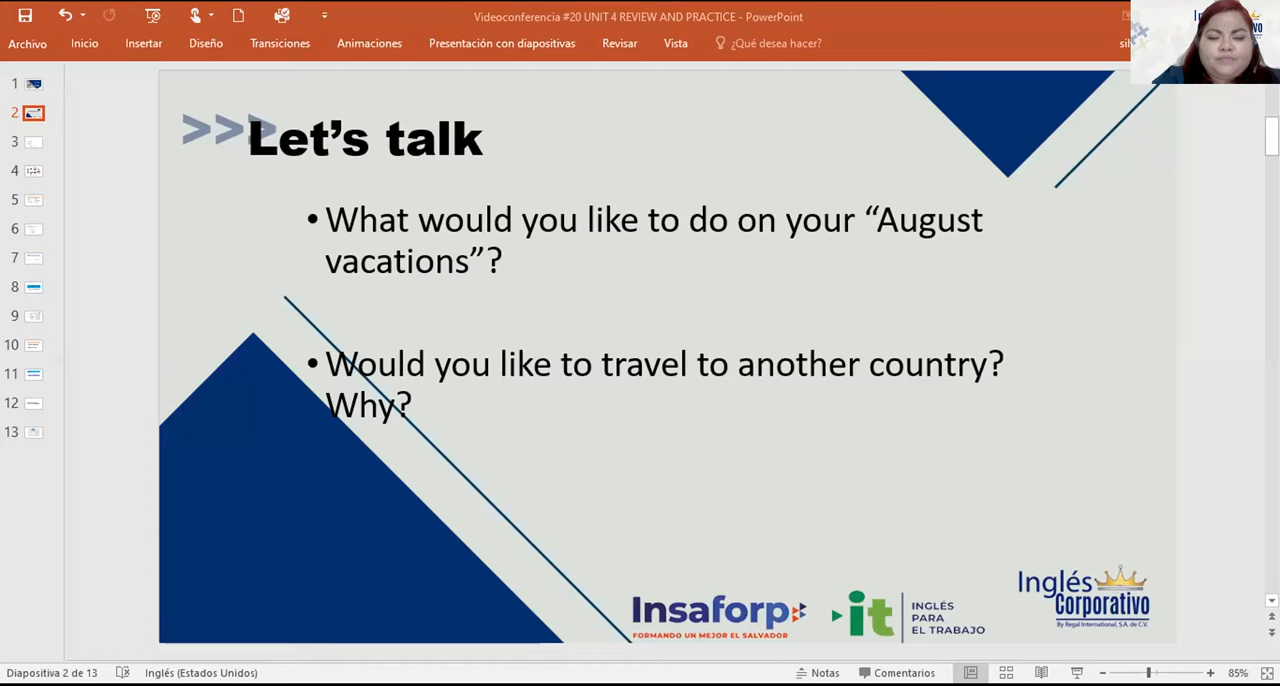 Videoconferencia #20 UNIT 4 REVIEW AND PRACTICE - PowerPoint
Archivo Inicio Insertar Diseño Transiciones Animaciones Presentación con diapositivas Revisar Vista ¿Qué desea hacer?
1
2
3
4
5
6
7
8
9
10
11
12
13
>>> Let's talk
• What would you like to do on your “August
vacations”?
• Would you like to travel to another country?
Why?
Insaforp
FORMANDO UN MEJOR EL SALVADOR
it
INGLÉS
PARA
EL TRABAJO
Inglés
Corporativo
By Regal International, S.A. de C.V.
Diapositiva 2 de 13 Inglés (Estados Unidos) Notas Comentarios 85%